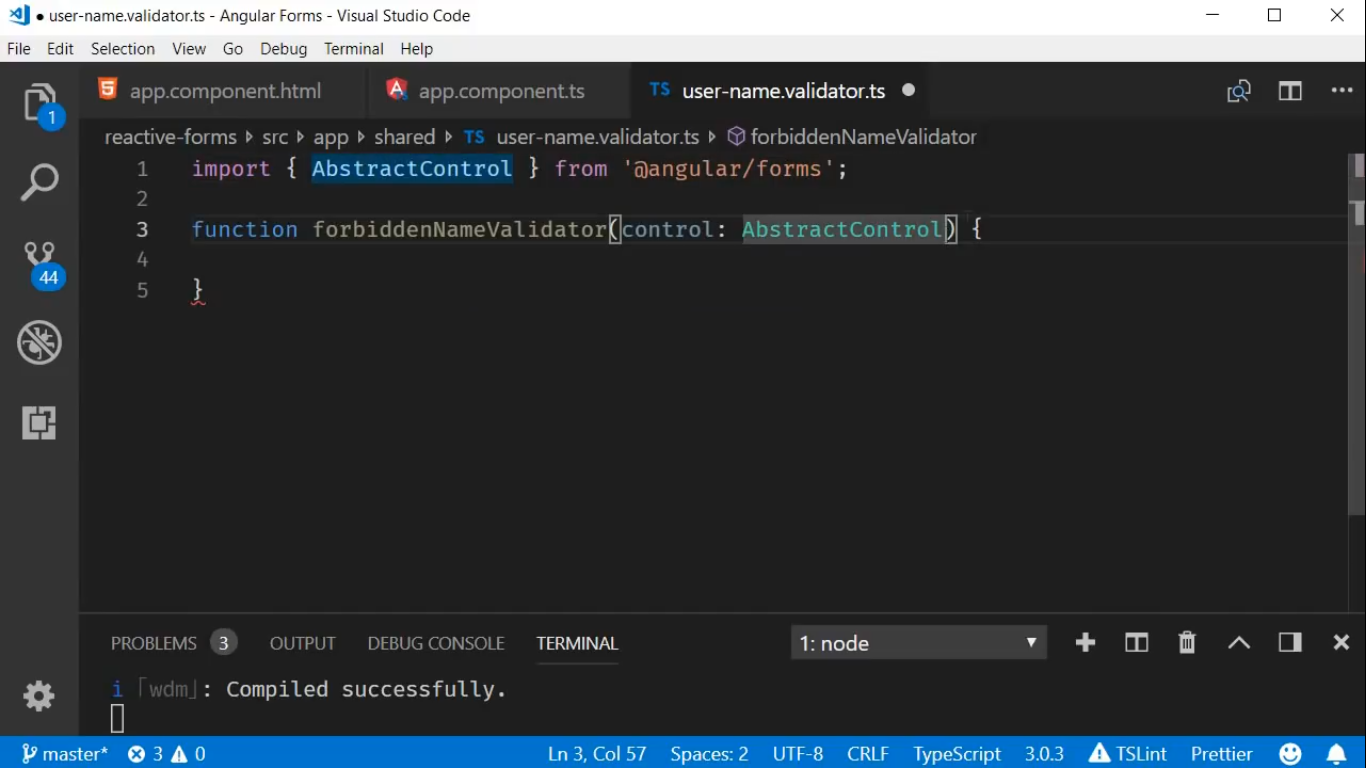 ● user-name.validator.ts - Angular Forms - Visual Studio Code
File Edit Selection View Go Debug Terminal Help
app.component.html app.component.ts TS user-name.validator.ts ●
1
reactive-forms src app shared TS user-name.validator.ts forbiddenNameValidator
1 import { AbstractControl } from '@angular/forms';
2
3 function forbiddenNameValidator(control: AbstractControl) {
4
5 }
44
PROBLEMS 3 OUTPUT DEBUG CONSOLE TERMINAL 1: node
i 「wdm」: Compiled successfully.
master* 3 0 Ln 3, Col 57 Spaces: 2 UTF-8 CRLF TypeScript 3.0.3 TSLint Prettier